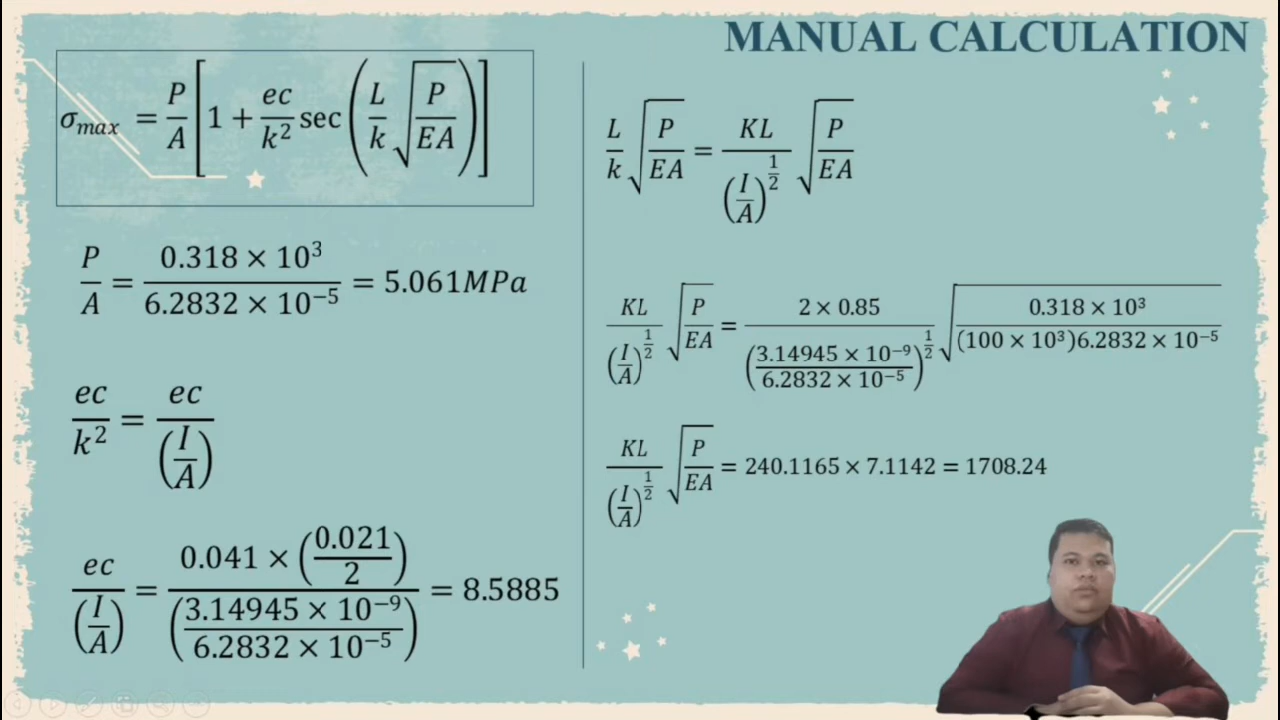 MANUAL CALCULATION
σ_max = P/A [1 + ec/k² sec (L/k √(P/EA))]
P/A = (0.318 × 10³)/(6.2832 × 10⁻⁵) = 5.061MPa
ec/k² = ec/(I/A)
ec/(I/A) = (0.041 × (0.021/2))/((3.14945 × 10⁻⁹)/(6.2832 × 10⁻⁵)) = 8.5885
L/k √(P/EA) = KL/(I/A)^(1/2) √(P/EA)
KL/(I/A)^(1/2) √(P/EA) = (2 × 0.85)/((3.14945 × 10⁻⁹)/(6.2832 × 10⁻⁵))^(1/2) √((0.318 × 10³)/((100 × 10³)6.2832 × 10⁻⁵))
KL/(I/A)^(1/2) √(P/EA) = 240.1165 × 7.1142 = 1708.24